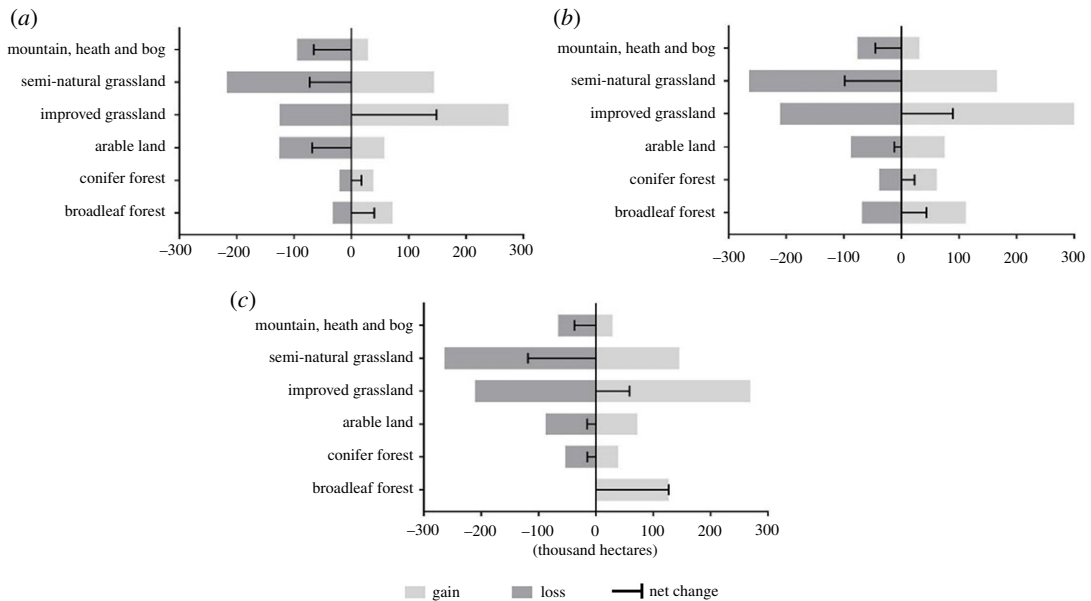 (a)
mountain, heath and bog
semi-natural grassland
improved grassland
arable land
conifer forest
broadleaf forest
–300 –200 –100 0 100 200 300
(b)
mountain, heath and bog
semi-natural grassland
improved grassland
arable land
conifer forest
broadleaf forest
–300 –200 –100 0 100 200 300
(c)
mountain, heath and bog
semi-natural grassland
improved grassland
arable land
conifer forest
broadleaf forest
–300 –200 –100 0 100 200 300
(thousand hectares)
gain loss net change